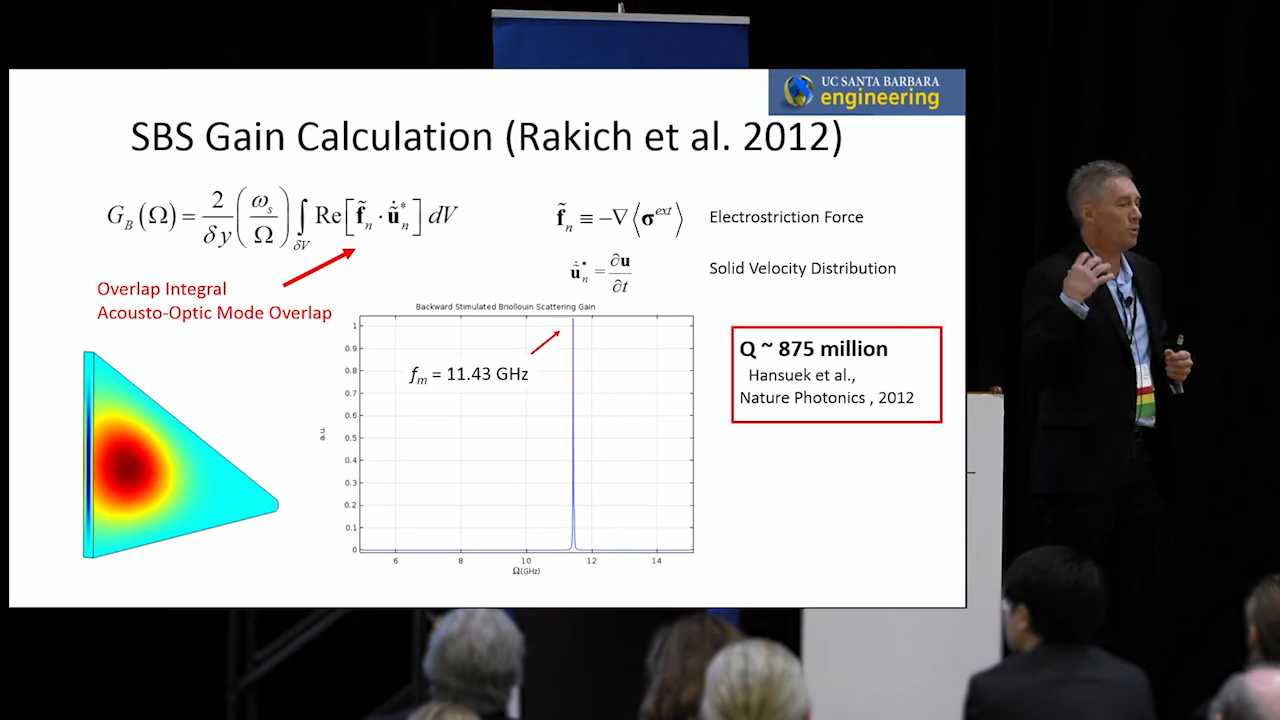 UC SANTA BARBARA
engineering
SBS Gain Calculation (Rakich et al. 2012)
G_B(Ω) = 2/δy (ω_s/Ω) ∫_δV Re[f̃_n · ũ̇_n*] dV
f̃_n ≡ −∇⟨σ^ext⟩ Electrostriction Force
ũ̇_n* = ∂u/∂t Solid Velocity Distribution
Overlap Integral
Acousto-Optic Mode Overlap
Backward Stimulated Briollouin Scattering Gain
1
0.9
0.8
0.7
0.6
0.5
0.4
0.3
0.2
0.1
0
a.u.
f_m = 11.43 GHz
6 8 10 12 14
Ω(GHz)
Q ~ 875 million
Hansuek et al.,
Nature Photonics , 2012